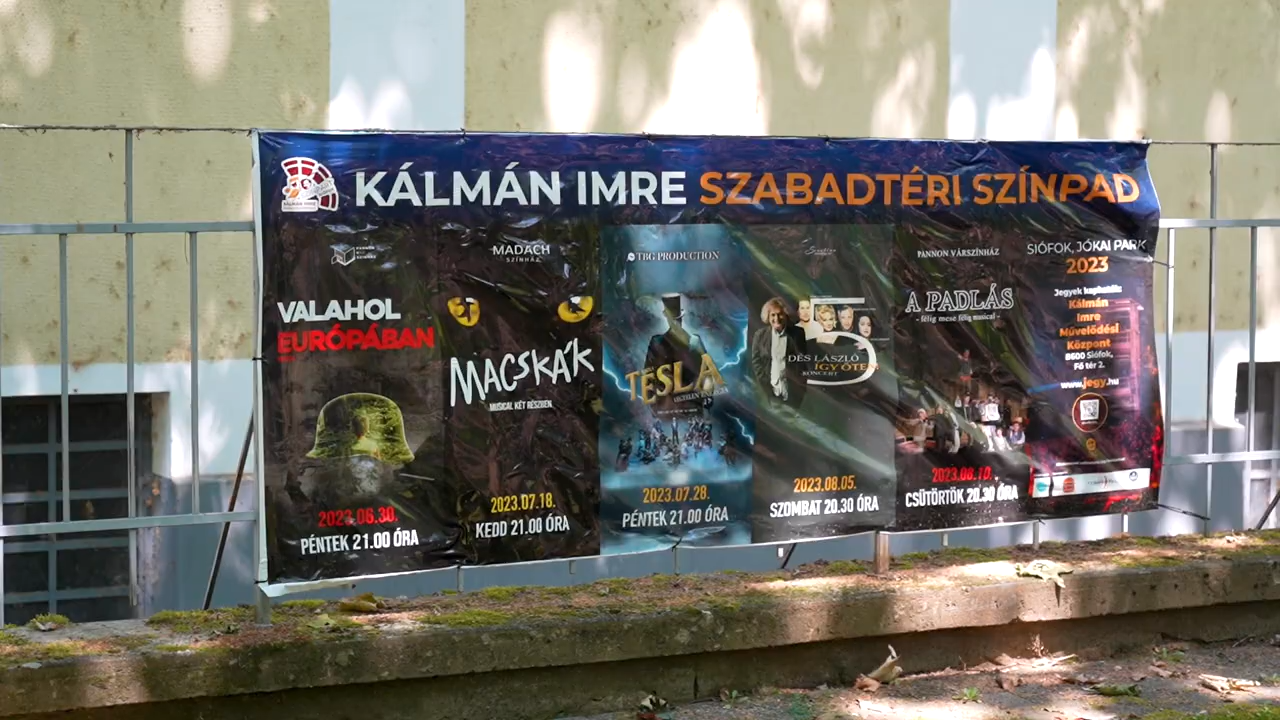 KÁLMÁN IMRE SZABADTÉRI SZÍNPAD
VALAHOL
EURÓPÁBAN
2023.06.30.
PÉNTEK 21.00 ÓRA
MADÁCH
SZÍNHÁZ
MACSKÁK
MUSICAL KÉT RÉSZBEN
2023.07.18.
KEDD 21.00 ÓRA
TBG PRODUCTION
TESLA
VÉGTELEN ENERGIA
2023.07.28.
PÉNTEK 21.00 ÓRA
DÉS LÁSZLÓ
KONCERT
2023.08.05.
SZOMBAT 20.30 ÓRA
PANNON VÁRSZÍNHÁZ
A PADLÁS
- félig mese félig musical -
2023.08.10.
CSÜTÖRTÖK 20.30 ÓRA
SIÓFOK, JÓKAI PARK
2023
Jegyek kaphatók:
Kálmán
Imre
Művelődési
Központ
8600 Siófok,
Fő tér 2.
www.jegy.hu